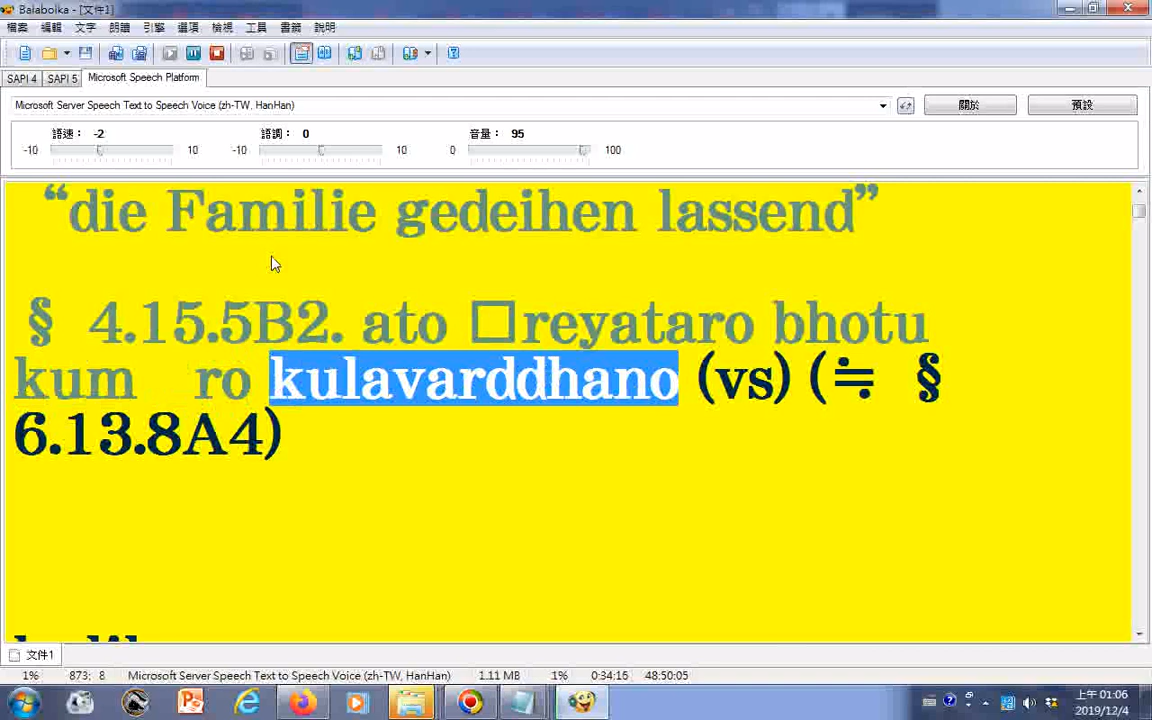 Balabolka - [文件1]
檔案 編輯 文字 朗讀 引擎 選項 檢視 工具 書籤 說明
SAPI 4 SAPI 5 Microsoft Speech Platform
Microsoft Server Speech Text to Speech Voice (zh-TW, HanHan) 關於 預設
語速： -2 語調： 0 音量： 95
-10 10 -10 10 0 100
“die Familie gedeihen lassend”
§ 4.15.5B2. ato □reyataro bhotu
kum ro kulavarddhano (vs) (≒ §
6.13.8A4)
文件1
1% 873: 8 Microsoft Server Speech Text to Speech Voice (zh-TW, HanHan) 1.11 MB 1% 0:34:15 48:50:05
上午 01:06
2019/12/4